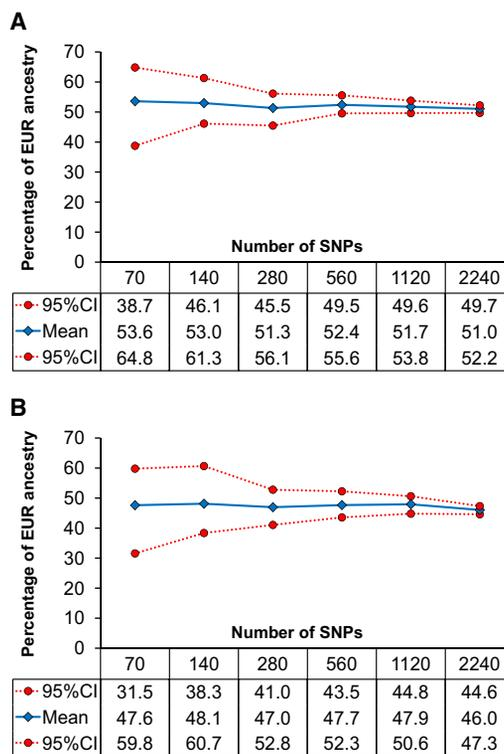 A
Percentage of EUR ancestry
70
60
50
40
30
20
10
0
Number of SNPs
70 140 280 560 1120 2240
95%CI 38.7 46.1 45.5 49.5 49.6 49.7
Mean 53.6 53.0 51.3 52.4 51.7 51.0
95%CI 64.8 61.3 56.1 55.6 53.8 52.2
B
Percentage of EUR ancestry
70
60
50
40
30
20
10
0
Number of SNPs
70 140 280 560 1120 2240
95%CI 31.5 38.3 41.0 43.5 44.8 44.6
Mean 47.6 48.1 47.0 47.7 47.9 46.0
95%CI 59.8 60.7 52.8 52.3 50.6 47.3